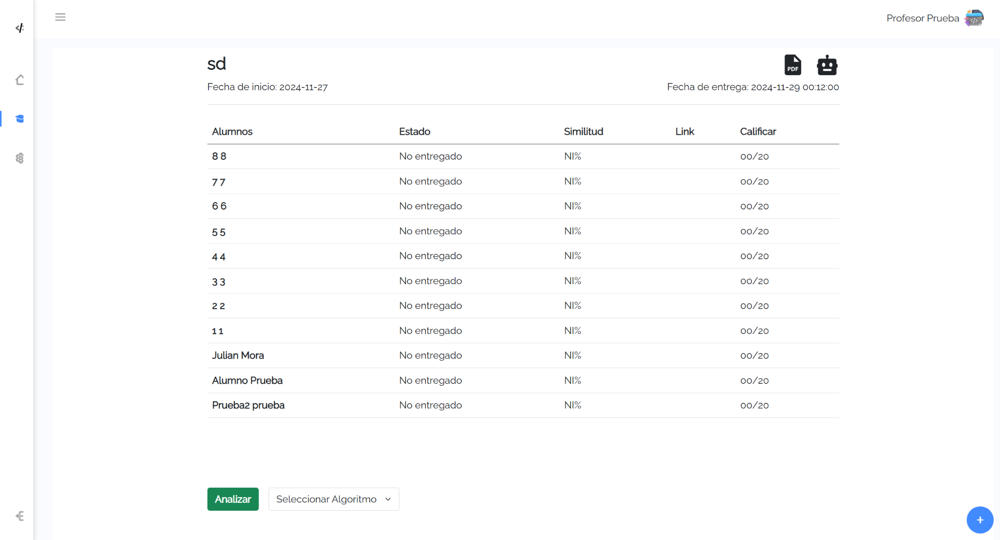 </>
Profesor Prueba
</>
sd
PDF
Fecha de inicio: 2024-11-27 Fecha de entrega: 2024-11-29 00:12:00
Alumnos Estado Similitud Link Calificar
8 8 No entregado NI% 00/20
7 7 No entregado NI% 00/20
6 6 No entregado NI% 00/20
5 5 No entregado NI% 00/20
4 4 No entregado NI% 00/20
3 3 No entregado NI% 00/20
2 2 No entregado NI% 00/20
1 1 No entregado NI% 00/20
Julian Mora No entregado NI% 00/20
Alumno Prueba No entregado NI% 00/20
Prueba2 prueba No entregado NI% 00/20
Analizar Seleccionar Algoritmo
+